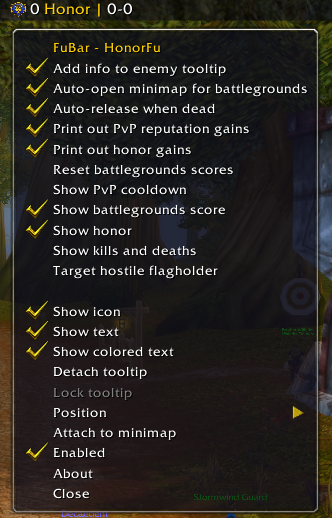 0 Honor | 0-0
FuBar - HonorFu
Add info to enemy tooltip
Auto-open minimap for battlegrounds
Auto-release when dead
Print out PvP reputation gains
Print out honor gains
Reset battlegrounds scores
Show PvP cooldown
Show battlegrounds score
Show honor
Show kills and deaths
Target hostile flagholder
Show icon
Show text
Show colored text
Detach tooltip
Lock tooltip
Position
Attach to minimap
Enabled
About
Stormwind Guard
Close